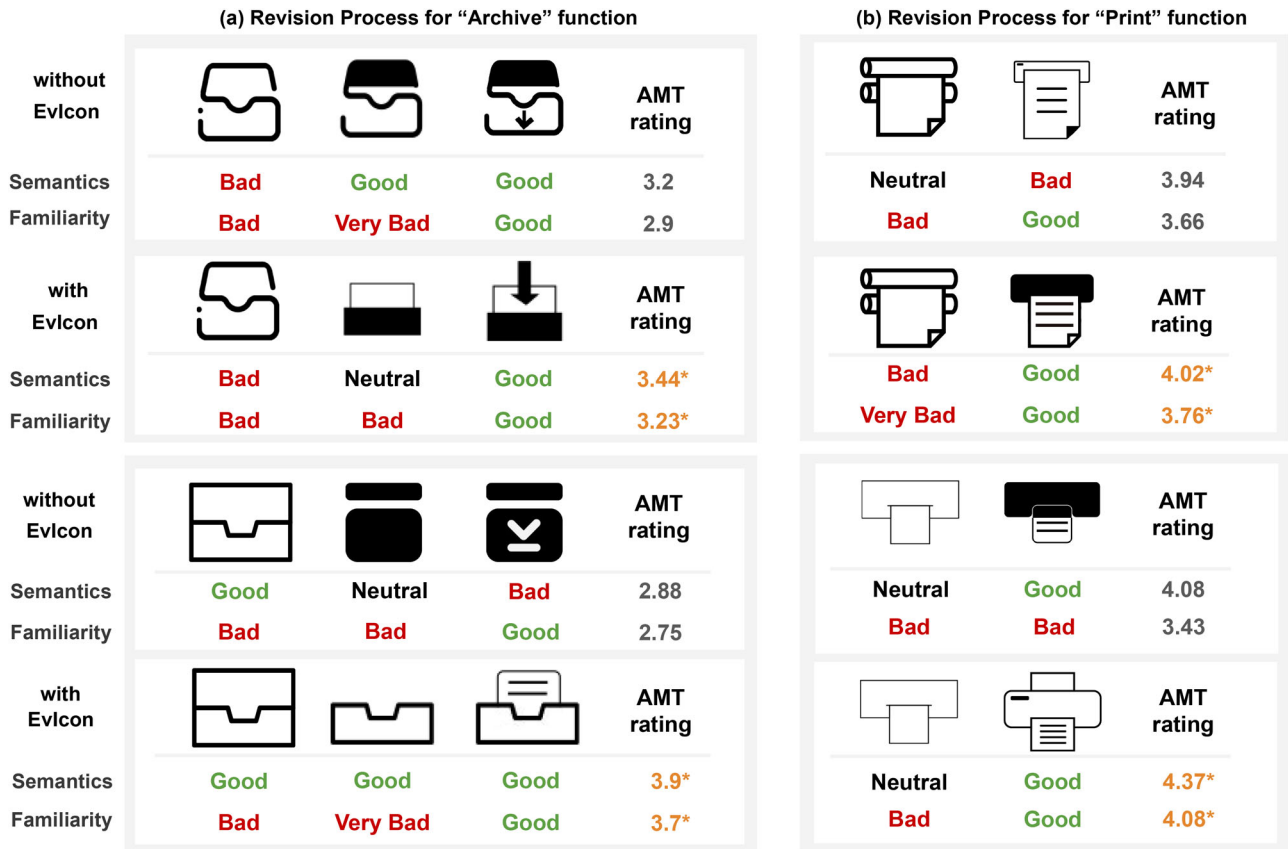 (a) Revision Process for “Archive” function
without
EvIcon
AMT
rating
Semantics Bad Good Good 3.2
Familiarity Bad Very Bad Good 2.9
with
EvIcon
AMT
rating
Semantics Bad Neutral Good 3.44*
Familiarity Bad Bad Good 3.23*
without
EvIcon
AMT
rating
Semantics Good Neutral Bad 2.88
Familiarity Bad Bad Good 2.75
with
EvIcon
AMT
rating
Semantics Good Good Good 3.9*
Familiarity Bad Very Bad Good 3.7*
(b) Revision Process for “Print” function
AMT
rating
Neutral Bad 3.94
Bad Good 3.66
AMT
rating
Bad Good 4.02*
Very Bad Good 3.76*
AMT
rating
Neutral Good 4.08
Bad Bad 3.43
AMT
rating
Neutral Good 4.37*
Bad Good 4.08*